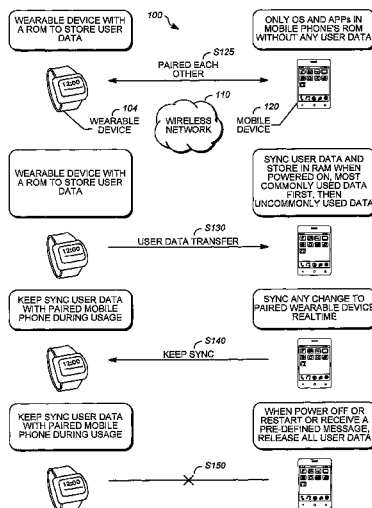 WEARABLE DEVICE WITH
A ROM TO STORE USER
DATA
100
ONLY OS AND APPs IN
MOBILE PHONE'S ROM
WITHOUT ANY USER DATA
S125
PAIRED EACH
OTHER
12:00
104
WEARABLE
DEVICE
110
WIRELESS
NETWORK
120
MOBILE
DEVICE
WEARABLE DEVICE WITH
A ROM TO STORE USER
DATA
SYNC USER DATA AND
STORE IN RAM WHEN
POWERED ON, MOST
COMMONLY USED DATA
FIRST, THEN
UNCOMMONLY USED DATA
S130
USER DATA TRANSFER
12:00
KEEP SYNC USER DATA
WITH PAIRED MOBILE
PHONE DURING USAGE
SYNC ANY CHANGE TO
PAIRED WEARABLE DEVICE
REALTIME
S140
KEEP SYNC
12:00
KEEP SYNC USER DATA
WITH PAIRED MOBILE
PHONE DURING USAGE
WHEN POWER OFF OR
RESTART OR RECEIVE A
PRE-DEFINED MESSAGE,
RELEASE ALL USER DATA
S150
12:00